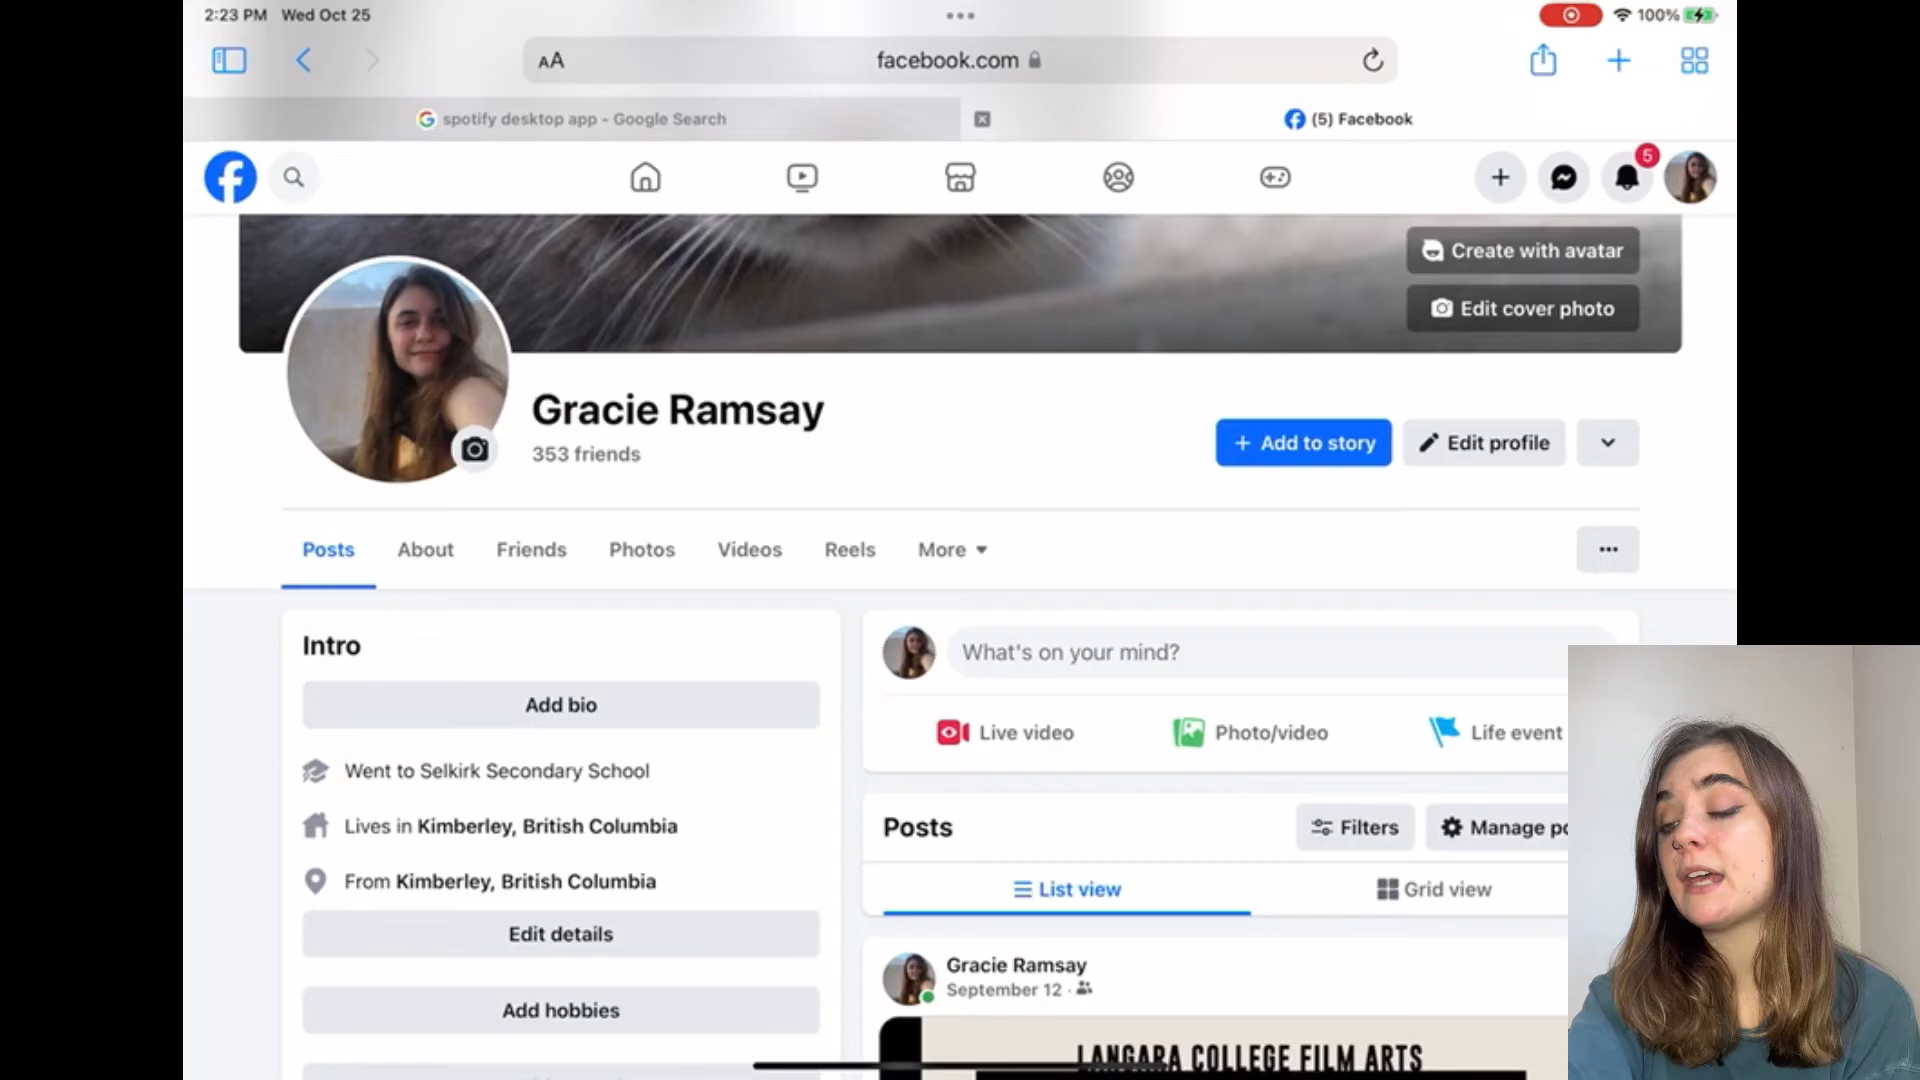 2:23 PM Wed Oct 25
100%
AA
facebook.com
spotify desktop app - Google Search
(5) Facebook
5
Create with avatar
Edit cover photo
Gracie Ramsay
353 friends
+ Add to story
Edit profile
Posts
About
Friends
Photos
Videos
Reels
More
Intro
Add bio
Went to Selkirk Secondary School
Lives in Kimberley, British Columbia
From Kimberley, British Columbia
Edit details
Add hobbies
What's on your mind?
Live video
Photo/video
Life event
Posts
Filters
Manage po
List view
Grid view
Gracie Ramsay
September 12 ·
LANGARA COLLEGE FILM ARTS